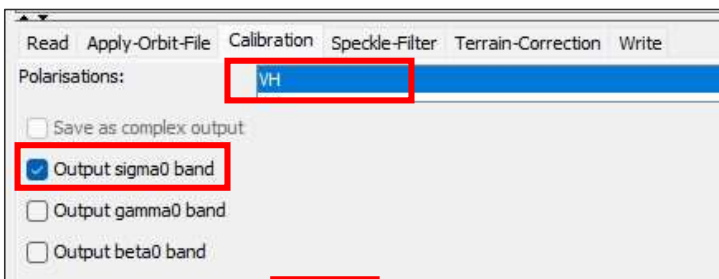 Read Apply-Orbit-File Calibration Speckle-Filter Terrain-Correction Write
Polarisations: VH
Save as complex output
Output sigma0 band
Output gamma0 band
Output beta0 band